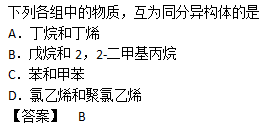 下列各组中的物质，互为同分异构体的是
A．丁烷和丁烯
B．戊烷和2，2-二甲基丙烷
C．苯和甲苯
D．氯乙烯和聚氯乙烯
【答案】 B